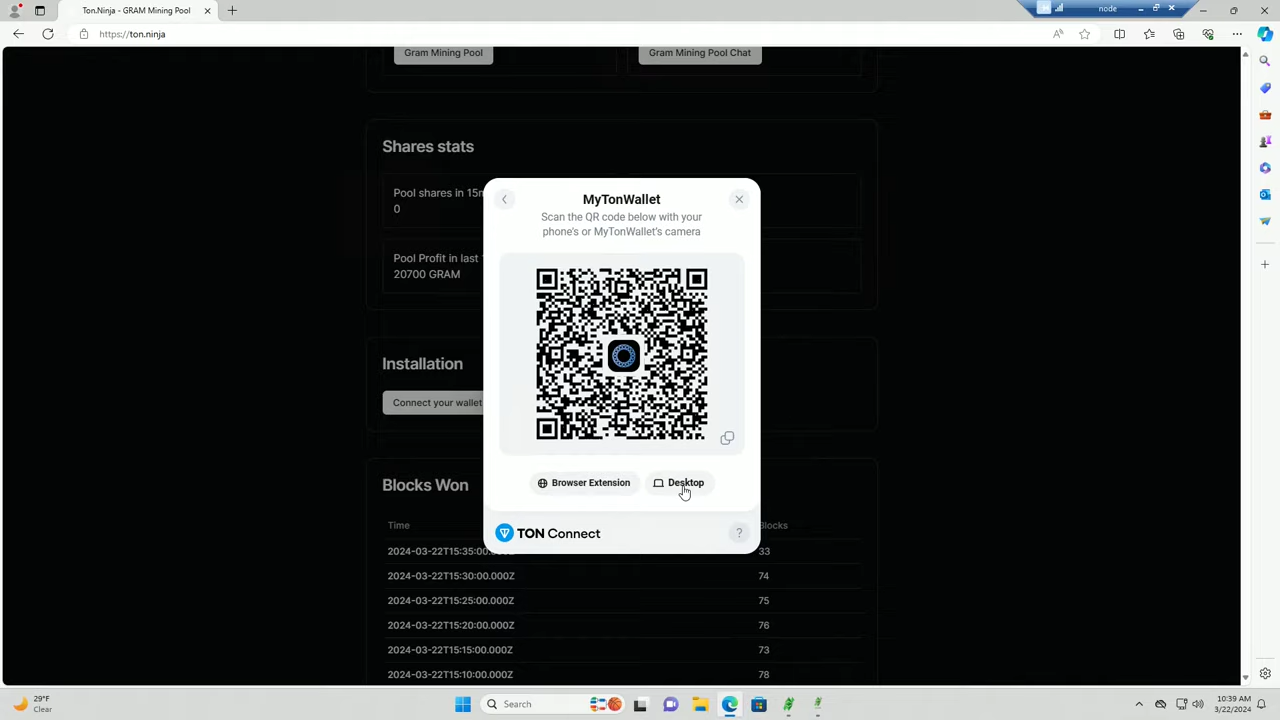 Ton.Ninja - GRAM Mining Pool
node
https://ton.ninja
Gram Mining Pool
Gram Mining Pool Chat
Shares stats
Pool shares in 15m
0
Pool Profit in last
20700 GRAM
MyTonWallet
Scan the QR code below with your
phone's or MyTonWallet's camera
Browser Extension
Desktop
TON Connect
?
Installation
Connect your wallet
Blocks Won
Time
Blocks
2024-03-22T15:35:00.000Z
33
2024-03-22T15:30:00.000Z
74
2024-03-22T15:25:00.000Z
75
2024-03-22T15:20:00.000Z
76
2024-03-22T15:15:00.000Z
73
2024-03-22T15:10:00.000Z
78
29°F
Clear
Search
10:39 AM
3/22/2024